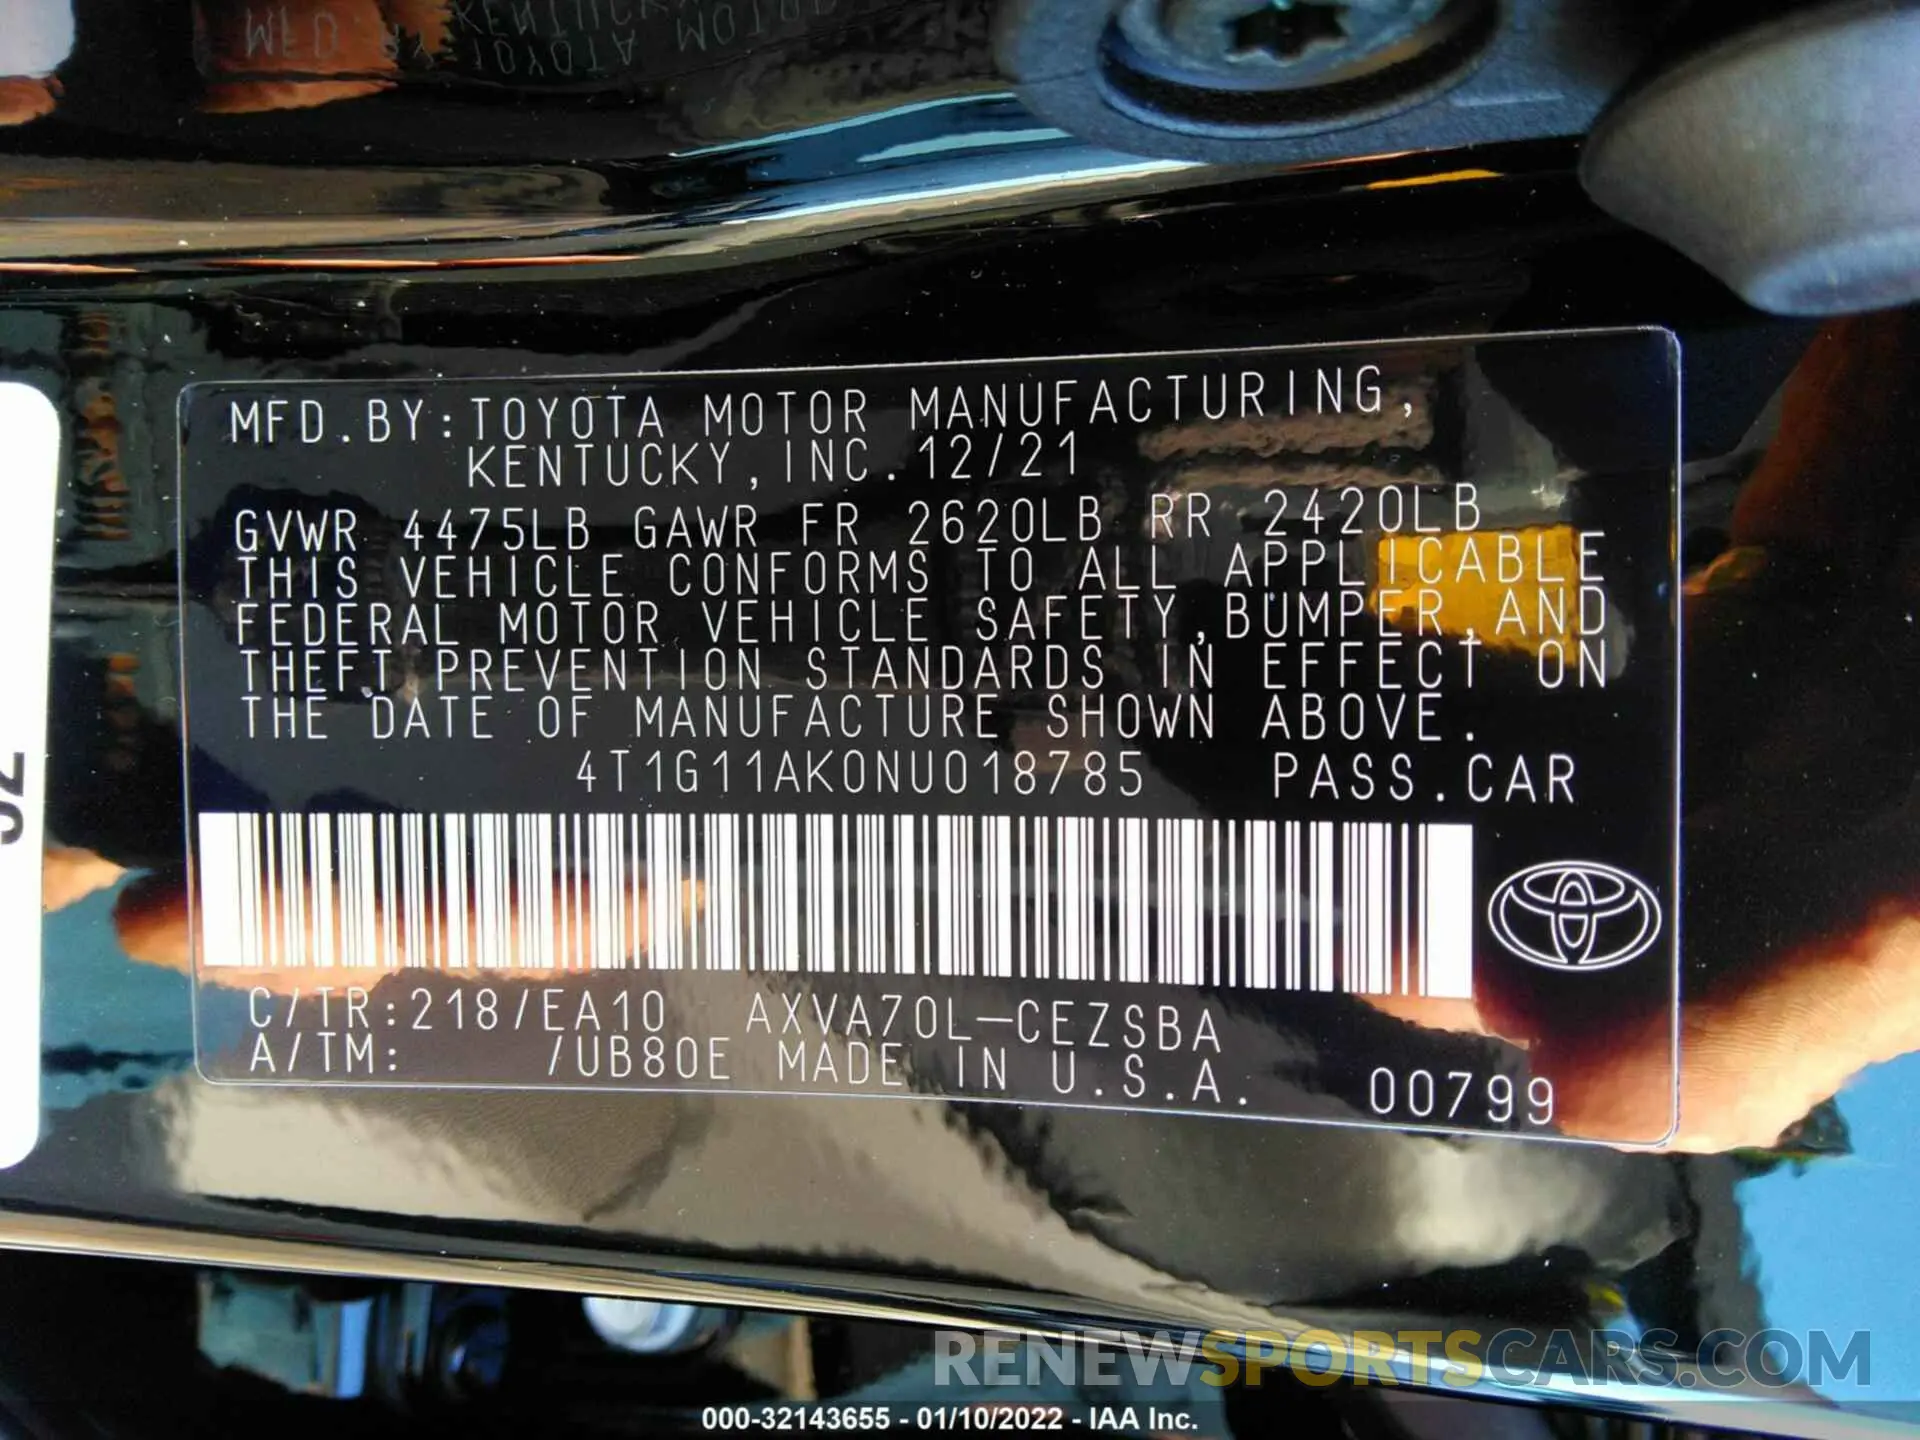 MFD.BY:TOYOTA MOTOR MANUFACTURING,
KENTUCKY,INC.12/21
GVWR 4475LB GAWR FR 2620LB RR 2420LB
THIS VEHICLE CONFORMS TO ALL APPLICABLE
FEDERAL MOTOR VEHICLE SAFETY,BUMPER,AND
THEFT PREVENTION STANDARDS IN EFFECT ON
THE DATE OF MANUFACTURE SHOWN ABOVE.
4T1G11AK0NU018785 PASS.CAR
C/TR:218/EA10 AXVA70L-CEZSBA
A/TM: /UB80E MADE IN U.S.A.
00799
RENEWSPORTSCARS.COM
000-32143655 - 01/10/2022 - IAA Inc.